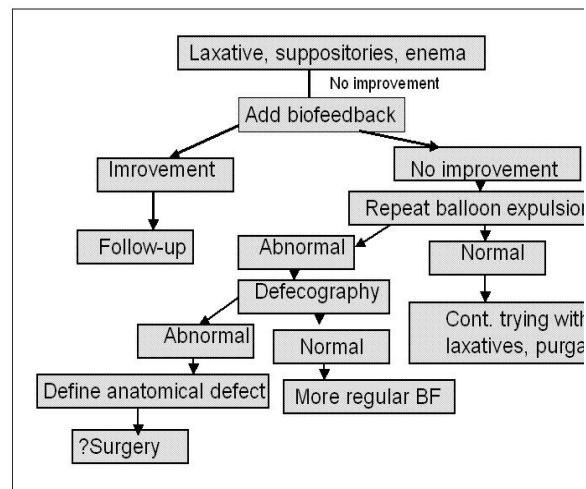 Laxative, suppositories, enema
No improvement
Add biofeedback
Imrovement
No improvement
Repeat balloon expulsion
Follow-up
Abnormal
Normal
Defecography
Cont. trying with
laxatives, purga
Abnormal
Normal
Define anatomical defect
More regular BF
?Surgery